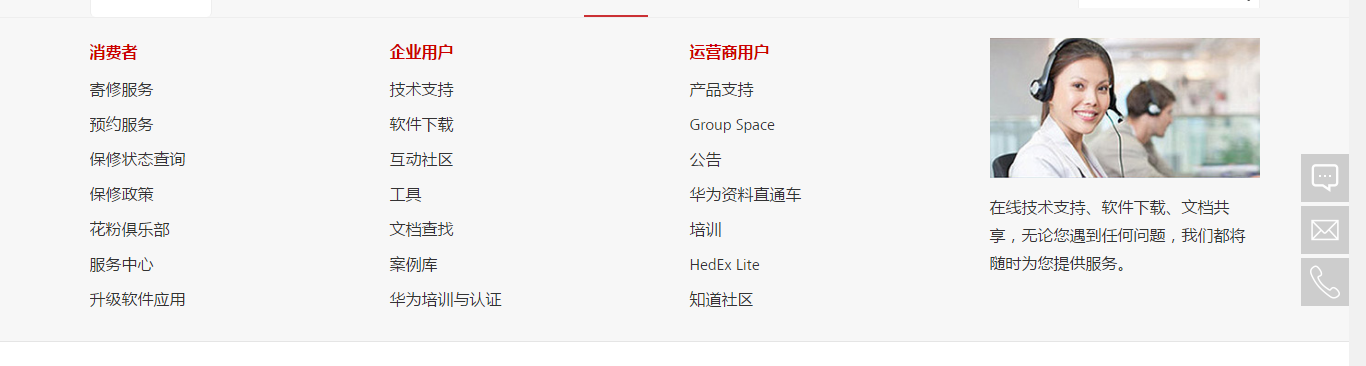 消费者
寄修服务
预约服务
保修状态查询
保修政策
花粉俱乐部
服务中心
升级软件应用
企业用户
技术支持
软件下载
互动社区
工具
文档查找
案例库
华为培训与认证
运营商用户
产品支持
Group Space
公告
华为资料直通车
培训
HedEx Lite
知道社区
在线技术支持、软件下载、文档共
享，无论您遇到任何问题，我们都将
随时为您提供服务。